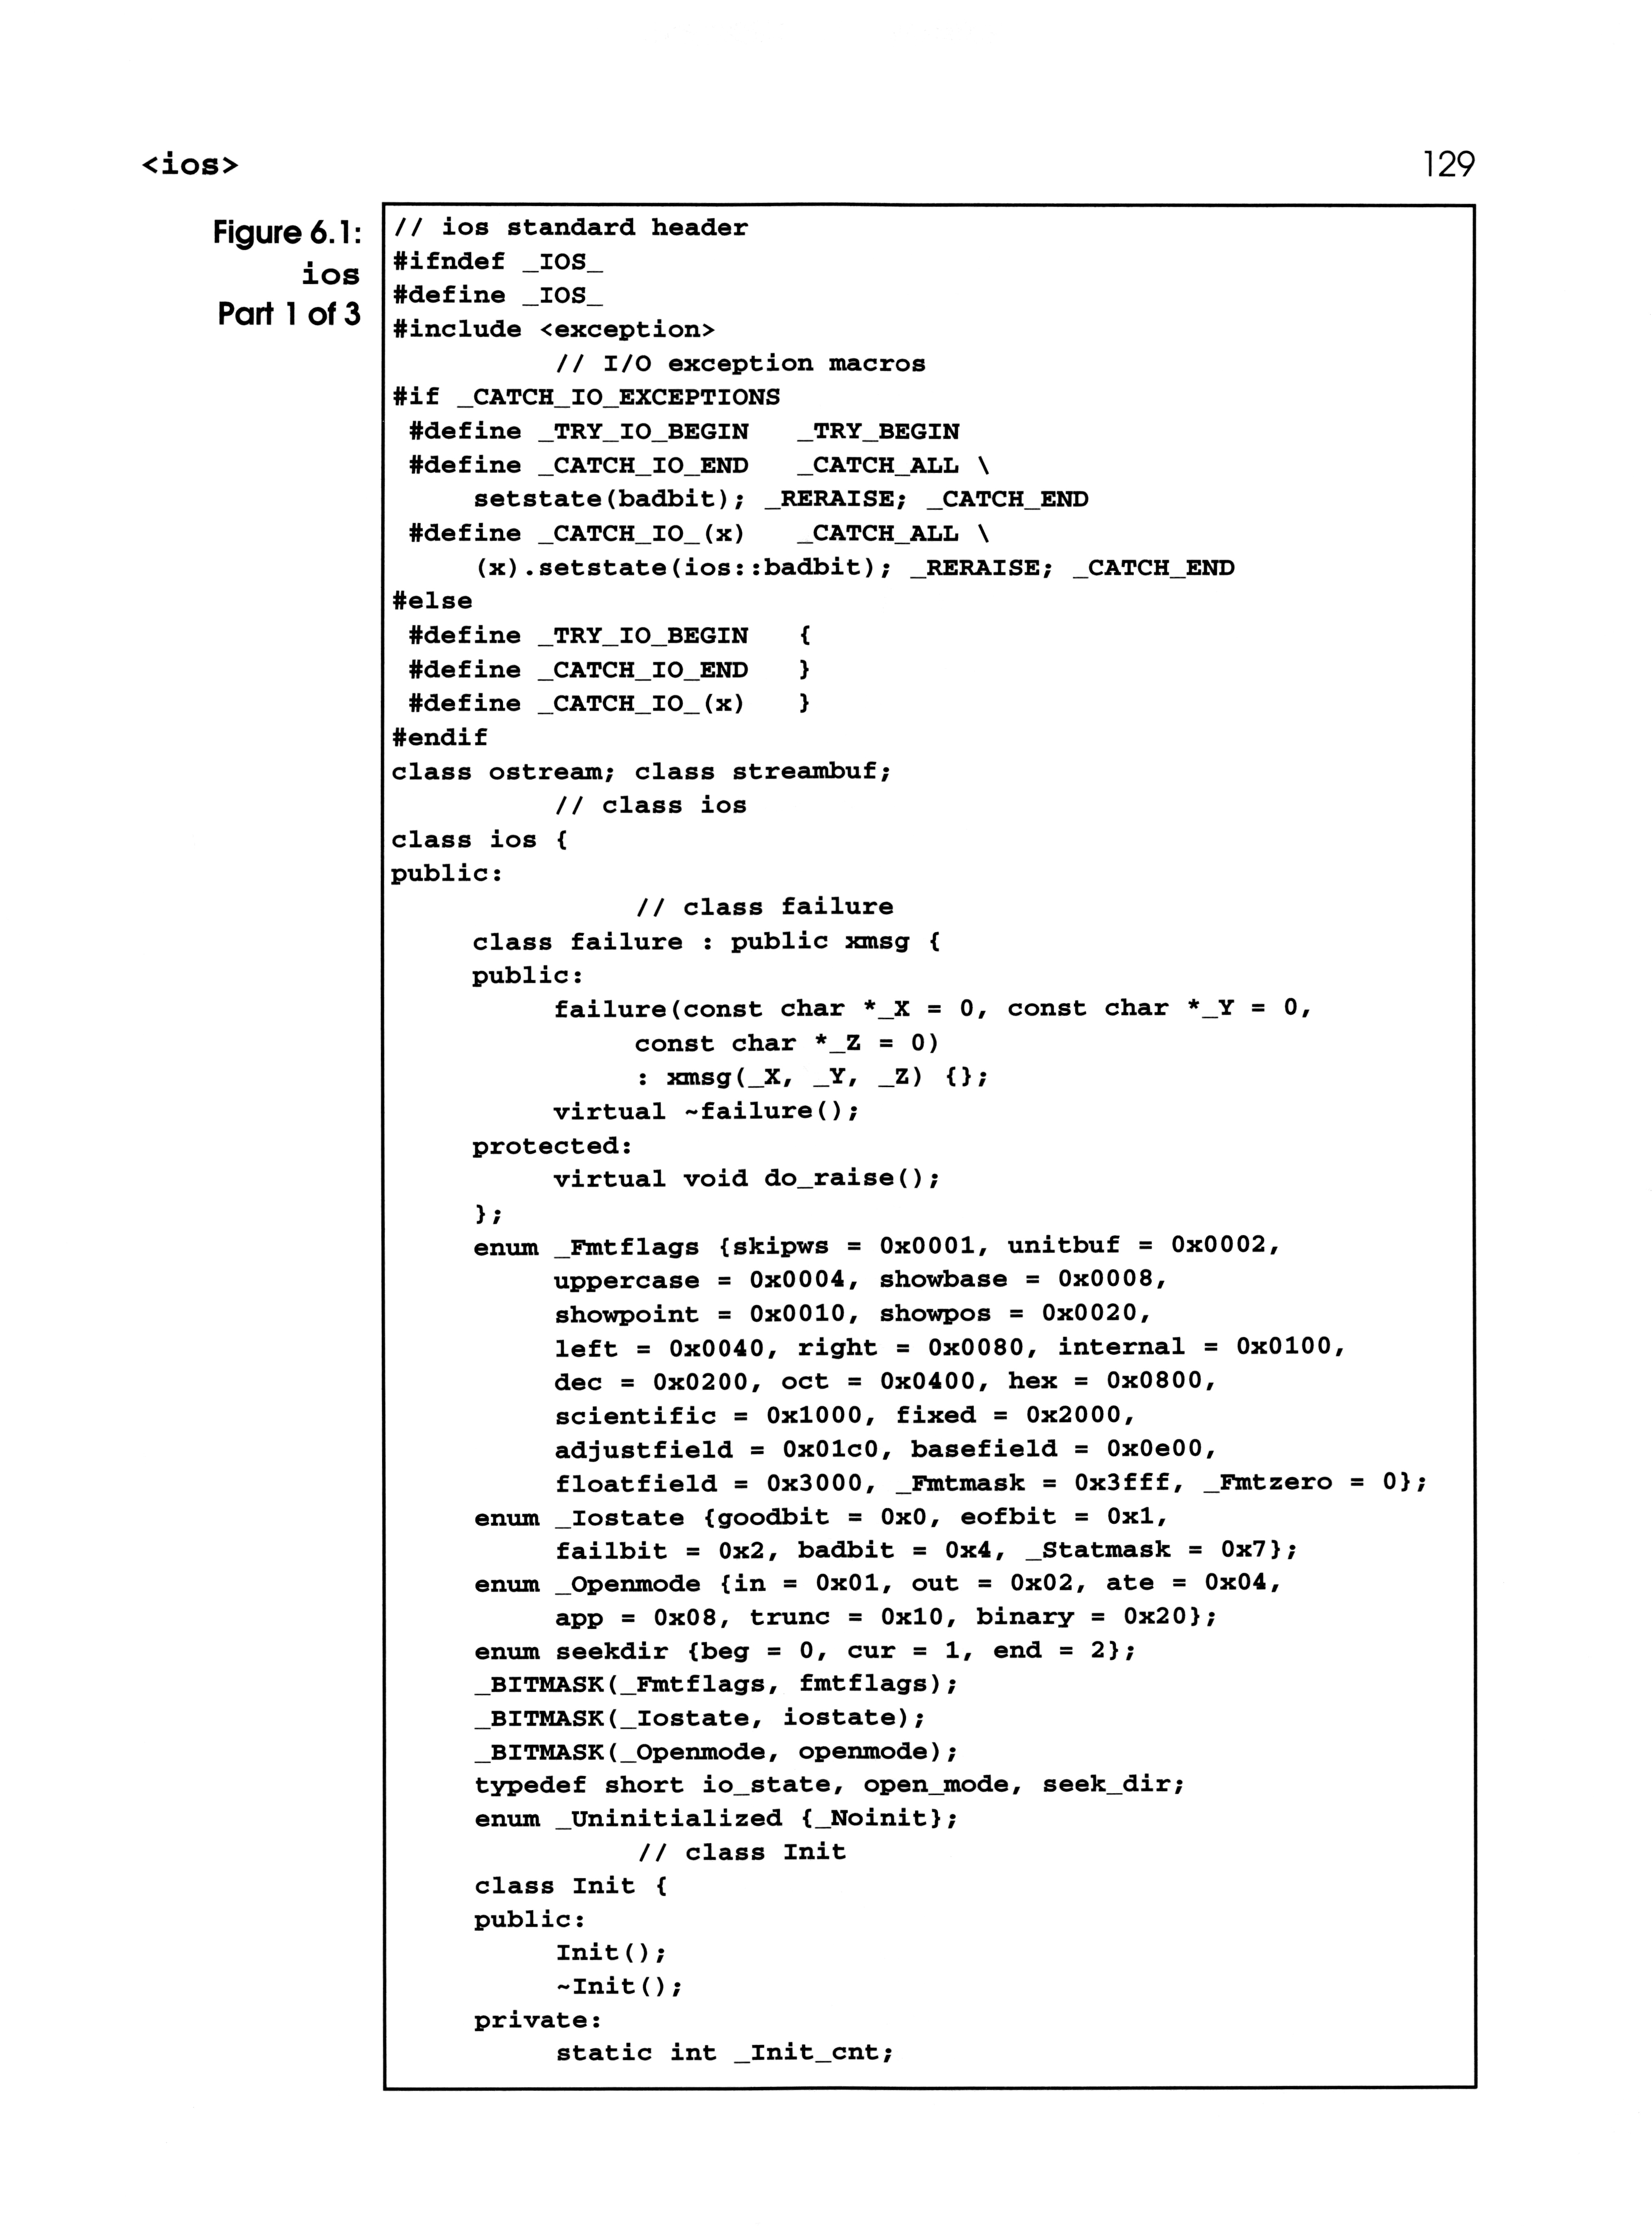 <ios>
129
Figure 6.1:
ios
Part 1 of 3
// ios standard header
#ifndef _IOS_
#define _IOS_
#include <exception>
// I/O exception macros
#if _CATCH_IO_EXCEPTIONS
#define _TRY_IO_BEGIN _TRY_BEGIN
#define _CATCH_IO_END _CATCH_ALL \
setstate(badbit); _RERAISE; _CATCH_END
#define _CATCH_IO_(x) _CATCH_ALL \
(x).setstate(ios::badbit); _RERAISE; _CATCH_END
#else
#define _TRY_IO_BEGIN {
#define _CATCH_IO_END }
#define _CATCH_IO_(x) }
#endif
class ostream; class streambuf;
// class ios
class ios {
public:
// class failure
class failure : public xmsg {
public:
failure(const char *_X = 0, const char *_Y = 0,
const char *_Z = 0)
: xmsg(_X, _Y, _Z) {};
virtual ~failure();
protected:
virtual void do_raise();
};
enum _Fmtflags {skipws = 0x0001, unitbuf = 0x0002,
uppercase = 0x0004, showbase = 0x0008,
showpoint = 0x0010, showpos = 0x0020,
left = 0x0040, right = 0x0080, internal = 0x0100,
dec = 0x0200, oct = 0x0400, hex = 0x0800,
scientific = 0x1000, fixed = 0x2000,
adjustfield = 0x01c0, basefield = 0x0e00,
floatfield = 0x3000, _Fmtmask = 0x3fff, _Fmtzero = 0};
enum _Iostate {goodbit = 0x0, eofbit = 0x1,
failbit = 0x2, badbit = 0x4, _Statmask = 0x7};
enum _Openmode {in = 0x01, out = 0x02, ate = 0x04,
app = 0x08, trunc = 0x10, binary = 0x20};
enum seekdir {beg = 0, cur = 1, end = 2};
_BITMASK(_Fmtflags, fmtflags);
_BITMASK(_Iostate, iostate);
_BITMASK(_Openmode, openmode);
typedef short io_state, open_mode, seek_dir;
enum _Uninitialized {_Noinit};
// class Init
class Init {
public:
Init();
~Init();
private:
static int _Init_cnt;